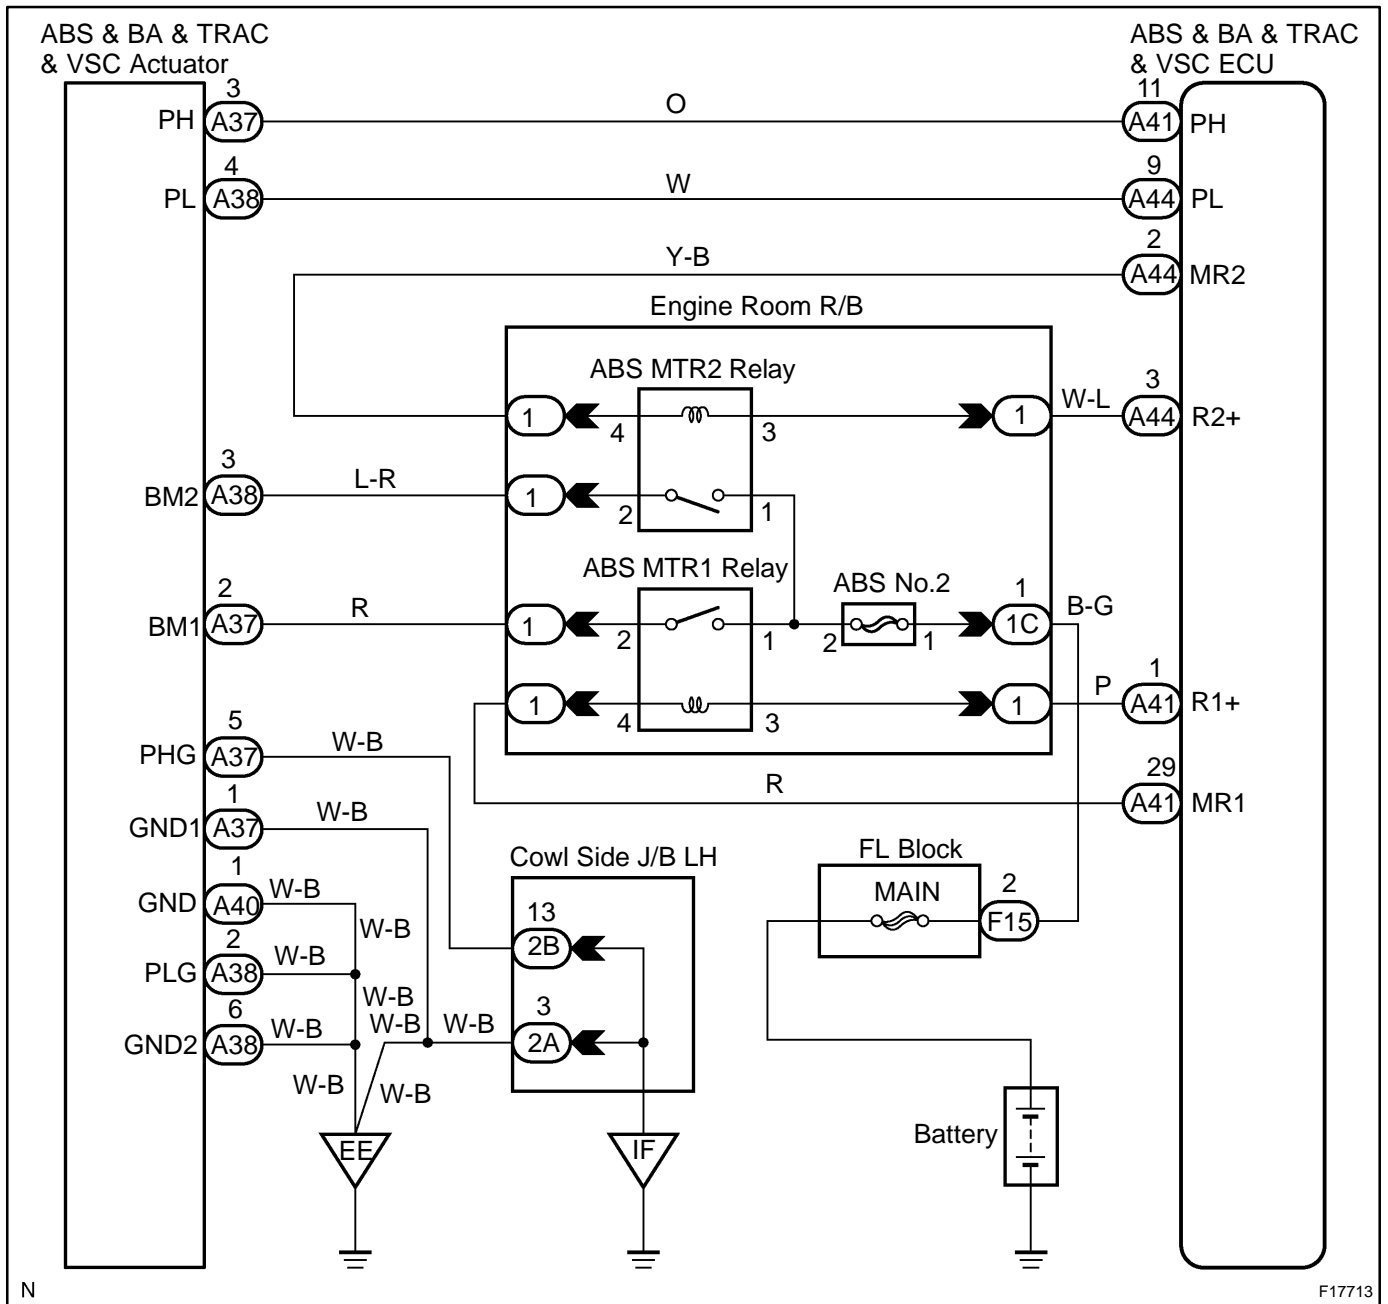 ABS & BA & TRAC
& VSC Actuator
ABS & BA & TRAC
& VSC ECU
3
PH
A37
O
11
A41
PH
4
PL
A38
W
9
A44
PL
2
Y-B
A44
MR2
Engine Room R/B
ABS MTR2 Relay
3
1
4
3
1
W-L
A44
R2+
3
BM2
A38
L-R
1
2
1
ABS MTR1 Relay
ABS No.2
2
BM1
A37
R
1
2
1
2
1
1
1C
B-G
1
1
4
3
1
P
A41
R1+
5
PHG
A37
W-B
R
29
A41
MR1
1
GND1
A37
W-B
Cowl Side J/B LH
FL Block
1
GND
A40
W-B
W-B
13
2B
MAIN
2
F15
2
PLG
A38
W-B
W-B
6
GND2
A38
W-B
W-B
W-B
3
2A
W-B
W-B
EE
IF
Battery
N
F17713